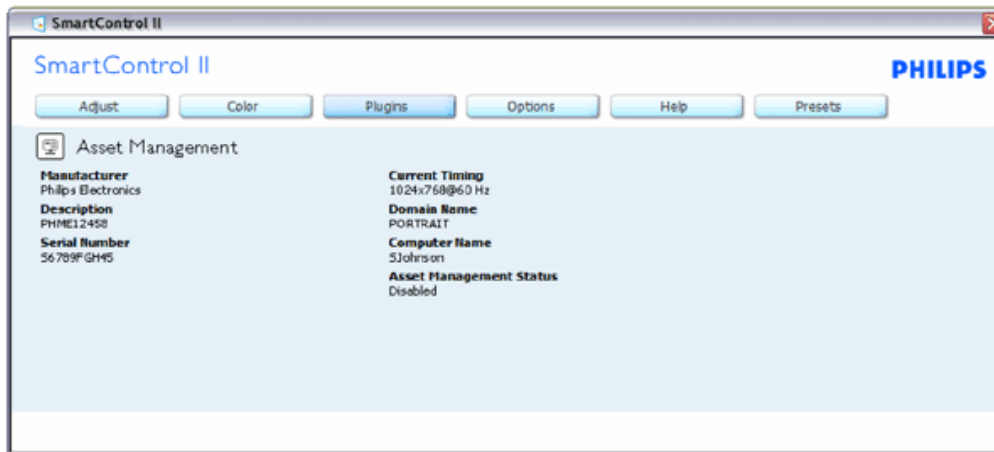 SmartControl II
SmartControl II
PHILIPS
Adjust Color Plugins Options Help Presets
Asset Management
Manufacturer
Philips Electronics
Description
PHME12458
Serial Number
56789FGH45
Current Timing
1024x768@60 Hz
Domain Name
PORTRAIT
Computer Name
SJohnson
Asset Management Status
Disabled